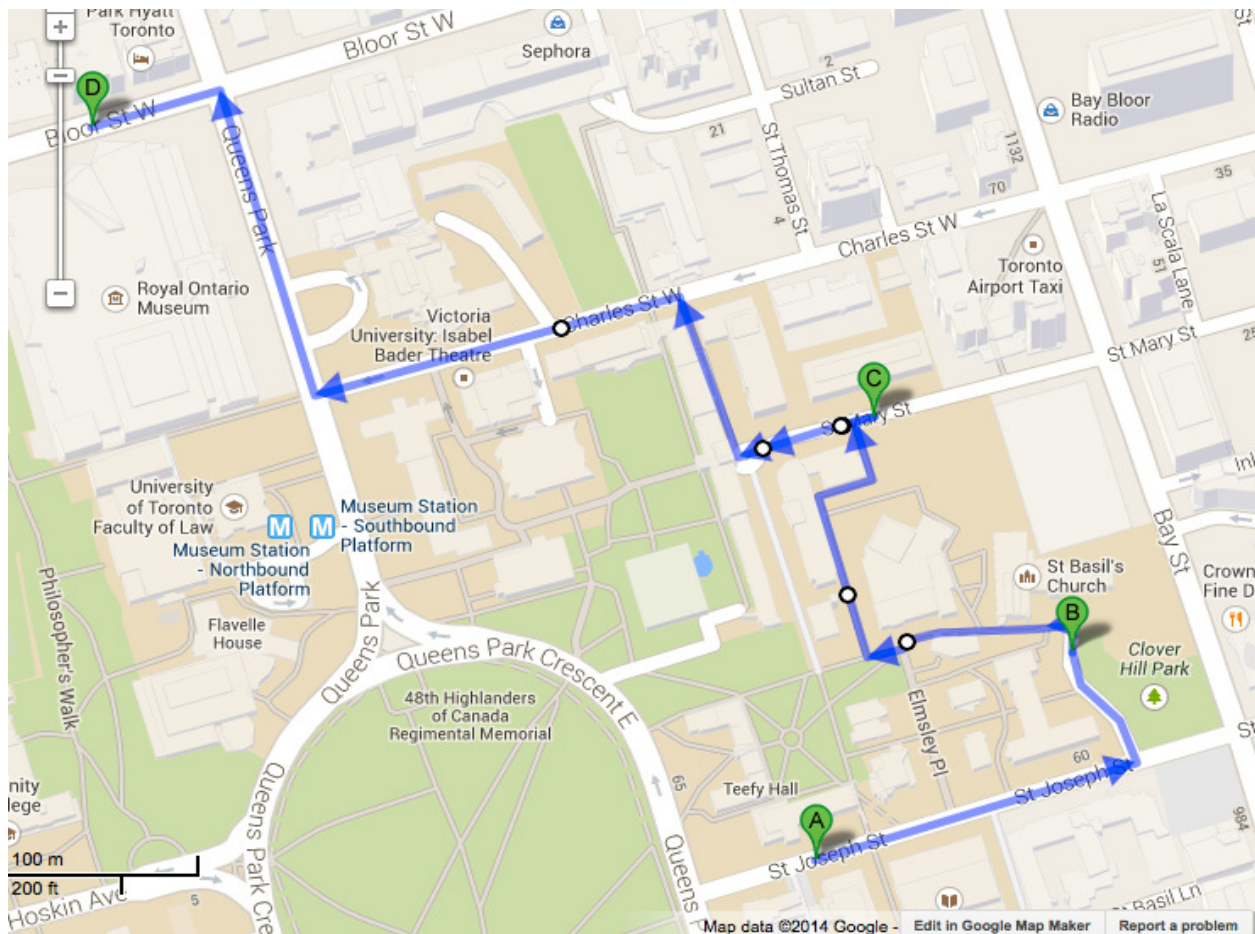 Park Hyatt
Toronto
Bloor St W
Sephora
Sultan St
2
21
Bay Bloor
Radio
D
Bloor St W
Queens Park
St Thomas St
4
1132
70
35
La Scala Lane
51
Charles St W
Toronto
Airport Taxi
Royal Ontario
Museum
Victoria
University: Isabel
Bader Theatre
Charles St W
St Mary St
25
C
St Mary St
University
of Toronto
Faculty of Law
M
M
Museum Station
- Southbound
Platform
Museum Station
- Northbound
Platform
Bay St
St Basil's
Church
Crown
Fine D
B
Clover
Hill Park
Philosopher's Walk
Flavelle
House
Queens Park
Queens Park Crescent E
48th Highlanders
of Canada
Regimental Memorial
Elmsley Pl
60
St Joseph St
65
Teefy Hall
A
St Joseph St
984
100 m
200 ft
Hoskin Ave
5
Queens Park Cre
Queens
St Basil Ln
Map data ©2014 Google -
Edit in Google Map Maker
Report a problem